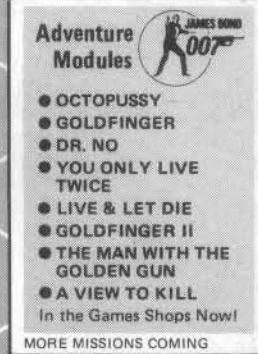 Adventure
Modules
JAMES BOND
007
● OCTOPUSSY
● GOLDFINGER
● DR. NO
● YOU ONLY LIVE
TWICE
● LIVE & LET DIE
● GOLDFINGER II
● THE MAN WITH THE
GOLDEN GUN
● A VIEW TO KILL
In the Games Shops Now!
MORE MISSIONS COMING